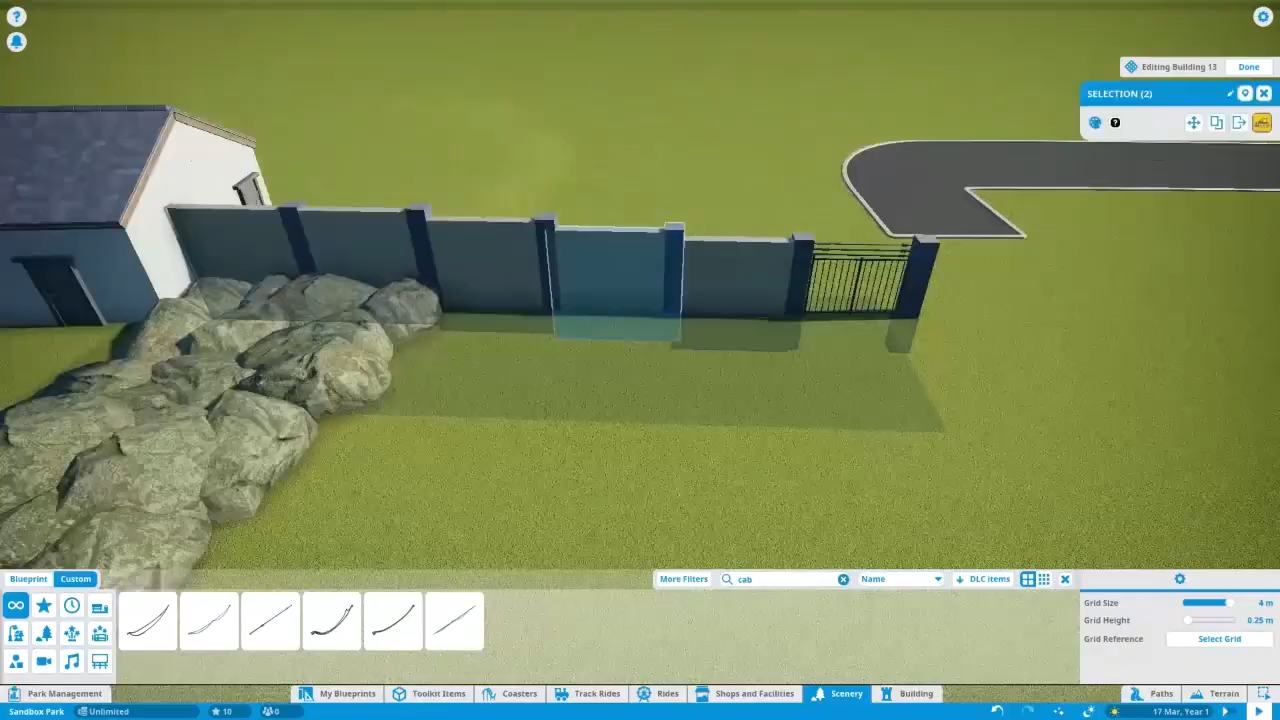 ?
Editing Building 13 Done
SELECTION (2)
?
Blueprint Custom
More Filters cab Name DLC items
Grid Size 4 m
Grid Height 0.25 m
Grid Reference Select Grid
Park Management My Blueprints Toolkit Items Coasters Track Rides Rides Shops and Facilities Scenery Building Paths Terrain
Sandbox Park Unlimited 10 0 17 Mar, Year 1